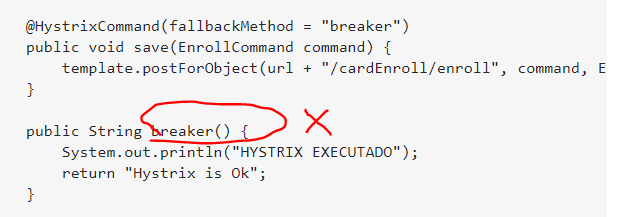 @HystrixCommand(fallbackMethod = "breaker")
public void save(EnrollCommand command) {
template.postForObject(url + "/cardEnroll/enroll", command, E
}
public String breaker() {
System.out.println("HYSTRIX EXECUTADO");
return "Hystrix is Ok";
}